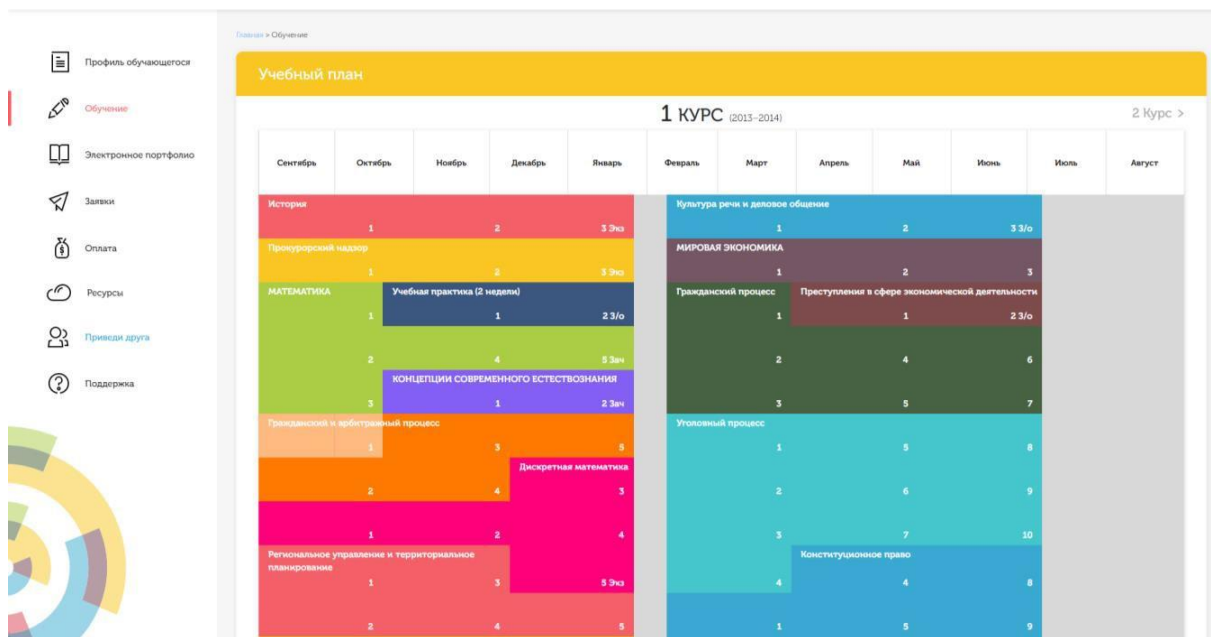 Главная > Обучение
Профиль обучающегося
Обучение
Электронное портфолио
Заявки
Оплата
Ресурсы
Приведи друга
Поддержка
Учебный план
1 КУРС (2013-2014)
2 Курс >
Сентябрь Октябрь Ноябрь Декабрь Январь Февраль Март Апрель Май Июнь Июль Август
История
1 2 3 Экз
Прокурорский надзор
1 2 3 Экз
МАТЕМАТИКА Учебная практика (2 недели)
1 1 2 З/о
2 4 5 Зач
КОНЦЕПЦИИ СОВРЕМЕННОГО ЕСТЕСТВОЗНАНИЯ
3 1 2 Зач
Гражданский и арбитражный процесс
1 3 5
Дискретная математика
2 4 3
1 2 4
Региональное управление и территориальное
планирование
1 3 5 Экз
2 4 5
Культура речи и деловое общение
1 2 3 З/о
МИРОВАЯ ЭКОНОМИКА
1 2 3
Гражданский процесс Преступления в сфере экономической деятельности
1 1 2 З/о
2 4 6
3 5 7
Уголовный процесс
1 5 8
2 6 9
3 7 10
Конституционное право
4 4 8
1 5 9